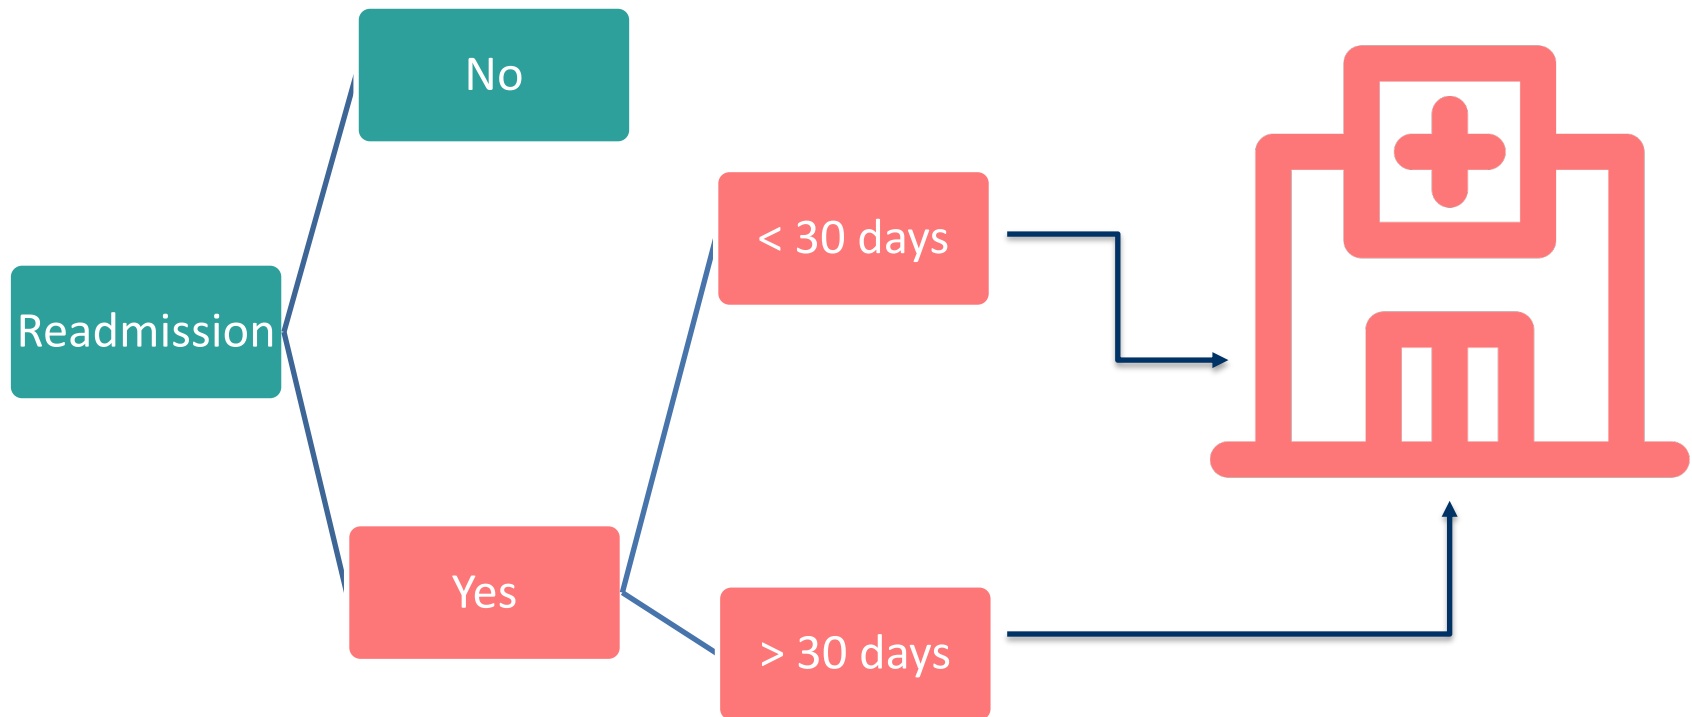 No
< 30 days
Readmission
Yes
> 30 days